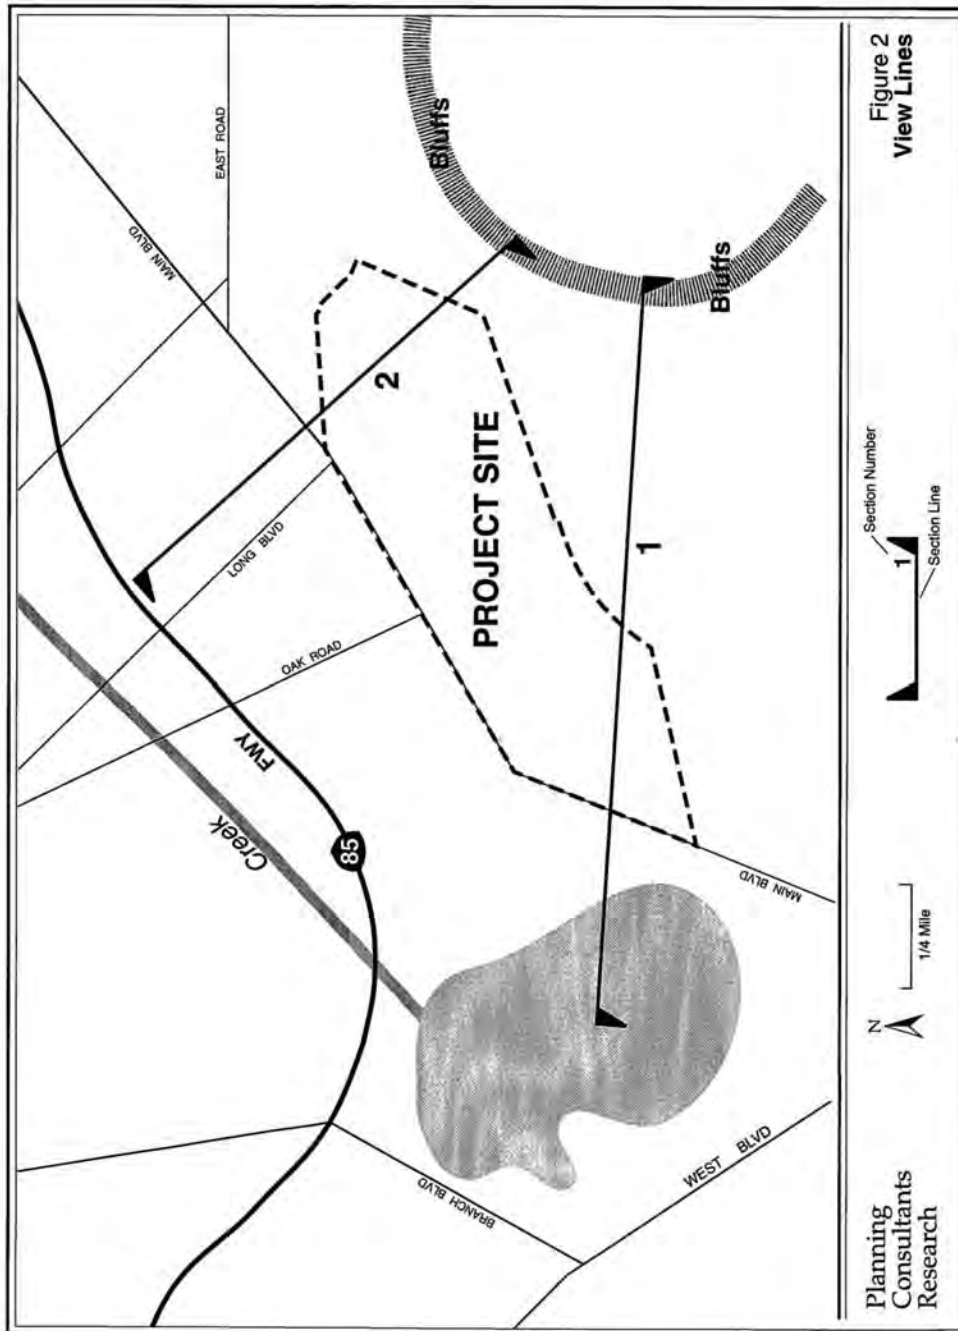 Creek
FWY
85
MAIN BLVD
EAST ROAD
LONG BLVD
OAK ROAD
BRANCH BLVD
WEST BLVD
MAIN BLVD
PROJECT SITE
2
1
Bluffs
Bluffs
Planning
Consultants
Research
N
1/4 Mile
1
Section Number
Section Line
Figure 2
View Lines